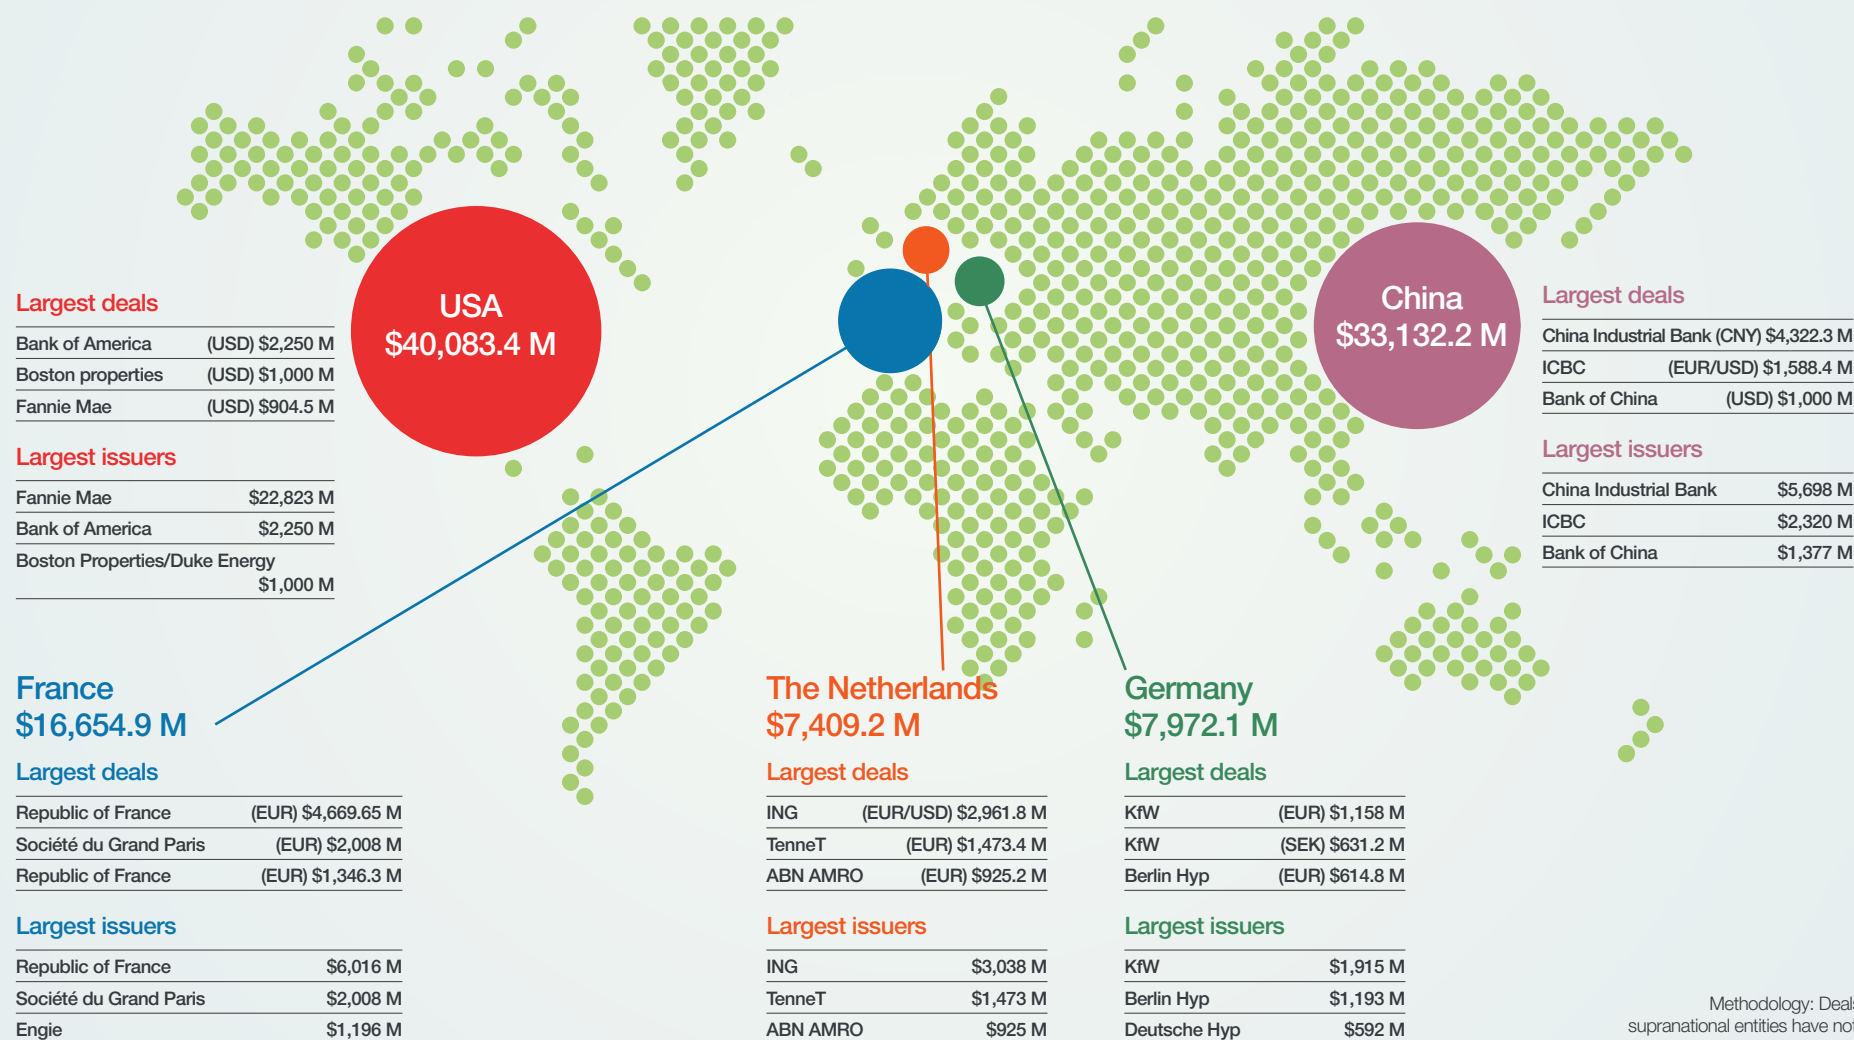 USA
$40,083.4 M
Largest deals
Bank of America (USD) $2,250 M
Boston properties (USD) $1,000 M
Fannie Mae (USD) $904.5 M
Largest issuers
Fannie Mae $22,823 M
Bank of America $2,250 M
Boston Properties/Duke Energy
$1,000 M
China
$33,132.2 M
Largest deals
China Industrial Bank (CNY) $4,322.3 M
ICBC (EUR/USD) $1,588.4 M
Bank of China (USD) $1,000 M
Largest issuers
China Industrial Bank $5,698 M
ICBC $2,320 M
Bank of China $1,377 M
France
$16,654.9 M
Largest deals
Republic of France (EUR) $4,669.65 M
Société du Grand Paris (EUR) $2,008 M
Republic of France (EUR) $1,346.3 M
Largest issuers
Republic of France $6,016 M
Société du Grand Paris $2,008 M
Engie $1,196 M
The Netherlands
$7,409.2 M
Largest deals
ING (EUR/USD) $2,961.8 M
TenneT (EUR) $1,473.4 M
ABN AMRO (EUR) $925.2 M
Largest issuers
ING $3,038 M
TenneT $1,473 M
ABN AMRO $925 M
Germany
$7,972.1 M
Largest deals
KfW (EUR) $1,158 M
KfW (SEK) $631.2 M
Berlin Hyp (EUR) $614.8 M
Largest issuers
KfW $1,915 M
Berlin Hyp $1,193 M
Deutsche Hyp $592 M
Methodology: Deals
supranational entities have not